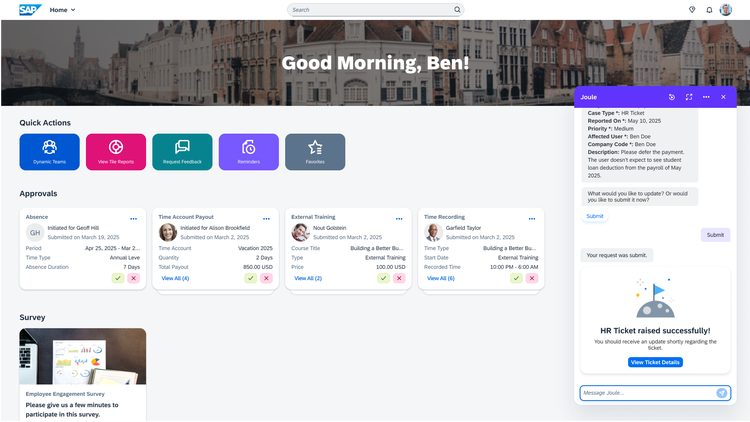 SAP
Home
Search
Good Morning, Ben!
Quick Actions
Dynamic Teams
View Tile Reports
Request Feedback
Reminders
Favorites
Approvals
Absence
GH
Initiated for Geoff Hill
Submitted on March 19, 2025
Period Apr 25, 2025 - Mar 2...
Time Type Annual Leve
Absence Duration 7 Days
Time Account Payout
Initiated for Alison Brookfield
Submitted on March 2, 2025
Time Account Vacation 2025
Quantity 2 Days
Total Payout 850.00 USD
View All (4)
External Training
Nout Golstein
Submitted on March 2, 2025
Course Title Building a Better Bu...
Type External Training
Price 100.00 USD
View All (2)
Time Recording
Garfield Taylor
Submitted on March 2, 2025
Time Type Building a Better Bu...
Start Date External Training
Recorded Time 10:00 PM - 6:00 AM
View All (6)
Survey
Employee Engagement Survey
Please give us a few minutes to
participate in this survey.
Joule
Case Type *: HR Ticket
Reported On *: May 10, 2025
Priority *: Medium
Affected User *: Ben Doe
Company Code *: Ben Doe
Description: Please defer the payment.
The user doesn't expect to see student
loan deduction from the payroll of May
2025.
What would you like to update? Or would
you like to submit it now?
Submit
Submit
Your request was submit.
HR Ticket raised successfully!
You should receive an update shortly regarding the
ticket.
View Ticket Details
Message Joule...